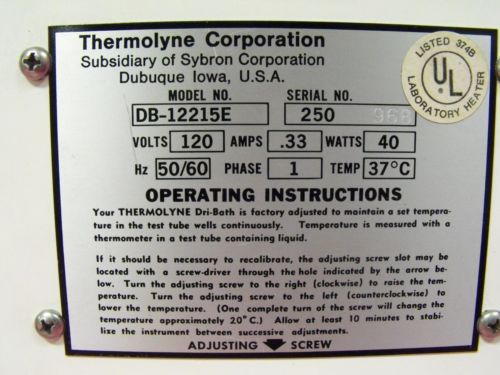 Thermolyne Corporation
Subsidiary of Sybron Corporation
Dubuque Iowa, U.S.A.
LISTED 374B
UL
LABORATORY HEATER
MODEL NO. SERIAL NO.
DB-12215E 250 968
VOLTS 120 AMPS .33 WATTS 40
Hz 50/60 PHASE 1 TEMP 37°C
OPERATING INSTRUCTIONS
Your THERMOLYNE Dri-Bath is factory adjusted to maintain a set tempera-
ture in the test tube wells continuously. Temperature is measured with a
thermometer in a test tube containing liquid.
If it should be necessary to recalibrate, the adjusting screw slot may be
located with a screw-driver through the hole indicated by the arrow be-
low. Turn the adjusting screw to the right (clockwise) to raise the tem-
perature. Turn the adjusting screw to the left (counterclockwise) to
lower the temperature. (One complete turn of the screw will change the
temperature approximately 20°C.) Allow at least 10 minutes to stabi-
lize the instrument between successive adjustments.
ADJUSTING SCREW